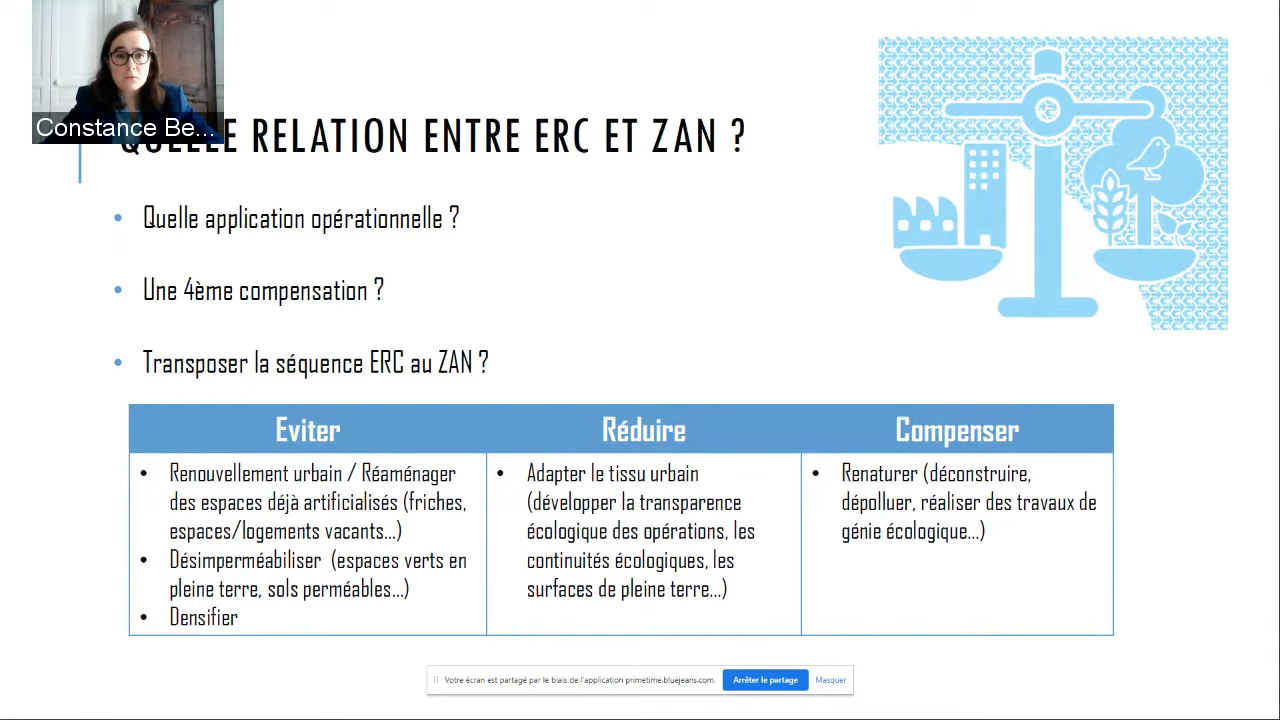 Constance Be...
QUELLE RELATION ENTRE ERC ET ZAN ?
• Quelle application opérationnelle ?
• Une 4ème compensation ?
• Transposer la séquence ERC au ZAN ?
Eviter
• Renouvellement urbain / Réaménager
des espaces déjà artificialisés (friches,
espaces/logements vacants...)
• Désimperméabiliser (espaces verts en
pleine terre, sols perméables...)
• Densifier
Réduire
• Adapter le tissu urbain
(développer la transparence
écologique des opérations, les
continuités écologiques, les
surfaces de pleine terre...)
Compenser
• Renaturer (déconstruire,
dépolluer, réaliser des travaux de
génie écologique...)
Votre écran est partagé par le biais de l'application primetime.bluejeans.com. Arrêter le partage Masquer